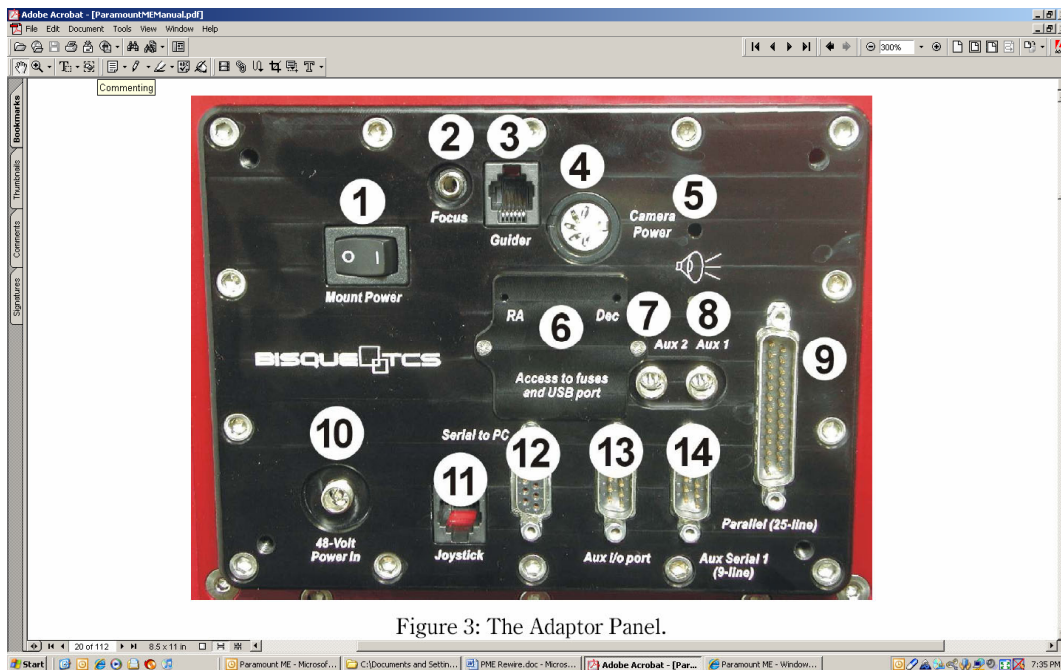 Adobe Acrobat - [ParamountMEManual.pdf]
File Edit Document Tools View Window Help
300%
Commenting
Bookmarks
Thumbnails
Comments
Signatures
1
2
3
4
5
Focus
Guider
Camera
Power
O I
Mount Power
RA
Dec
6
7
8
Aux 2
Aux 1
9
BISQUE TCS
Access to fuses
and USB port
10
Serial to PC
11
12
13
14
Parallel (25-line)
48-Volt
Power In
Joystick
Aux i/o port
Aux Serial 1
(9-line)
Figure 3: The Adaptor Panel.
20 of 112
8.5 x 11 in
Start
Paramount ME - Microsof...
C:\Documents and Settin...
PME Rewire.doc - Micros...
Adobe Acrobat - [Par...
Paramount ME - Window...
7:35 PM